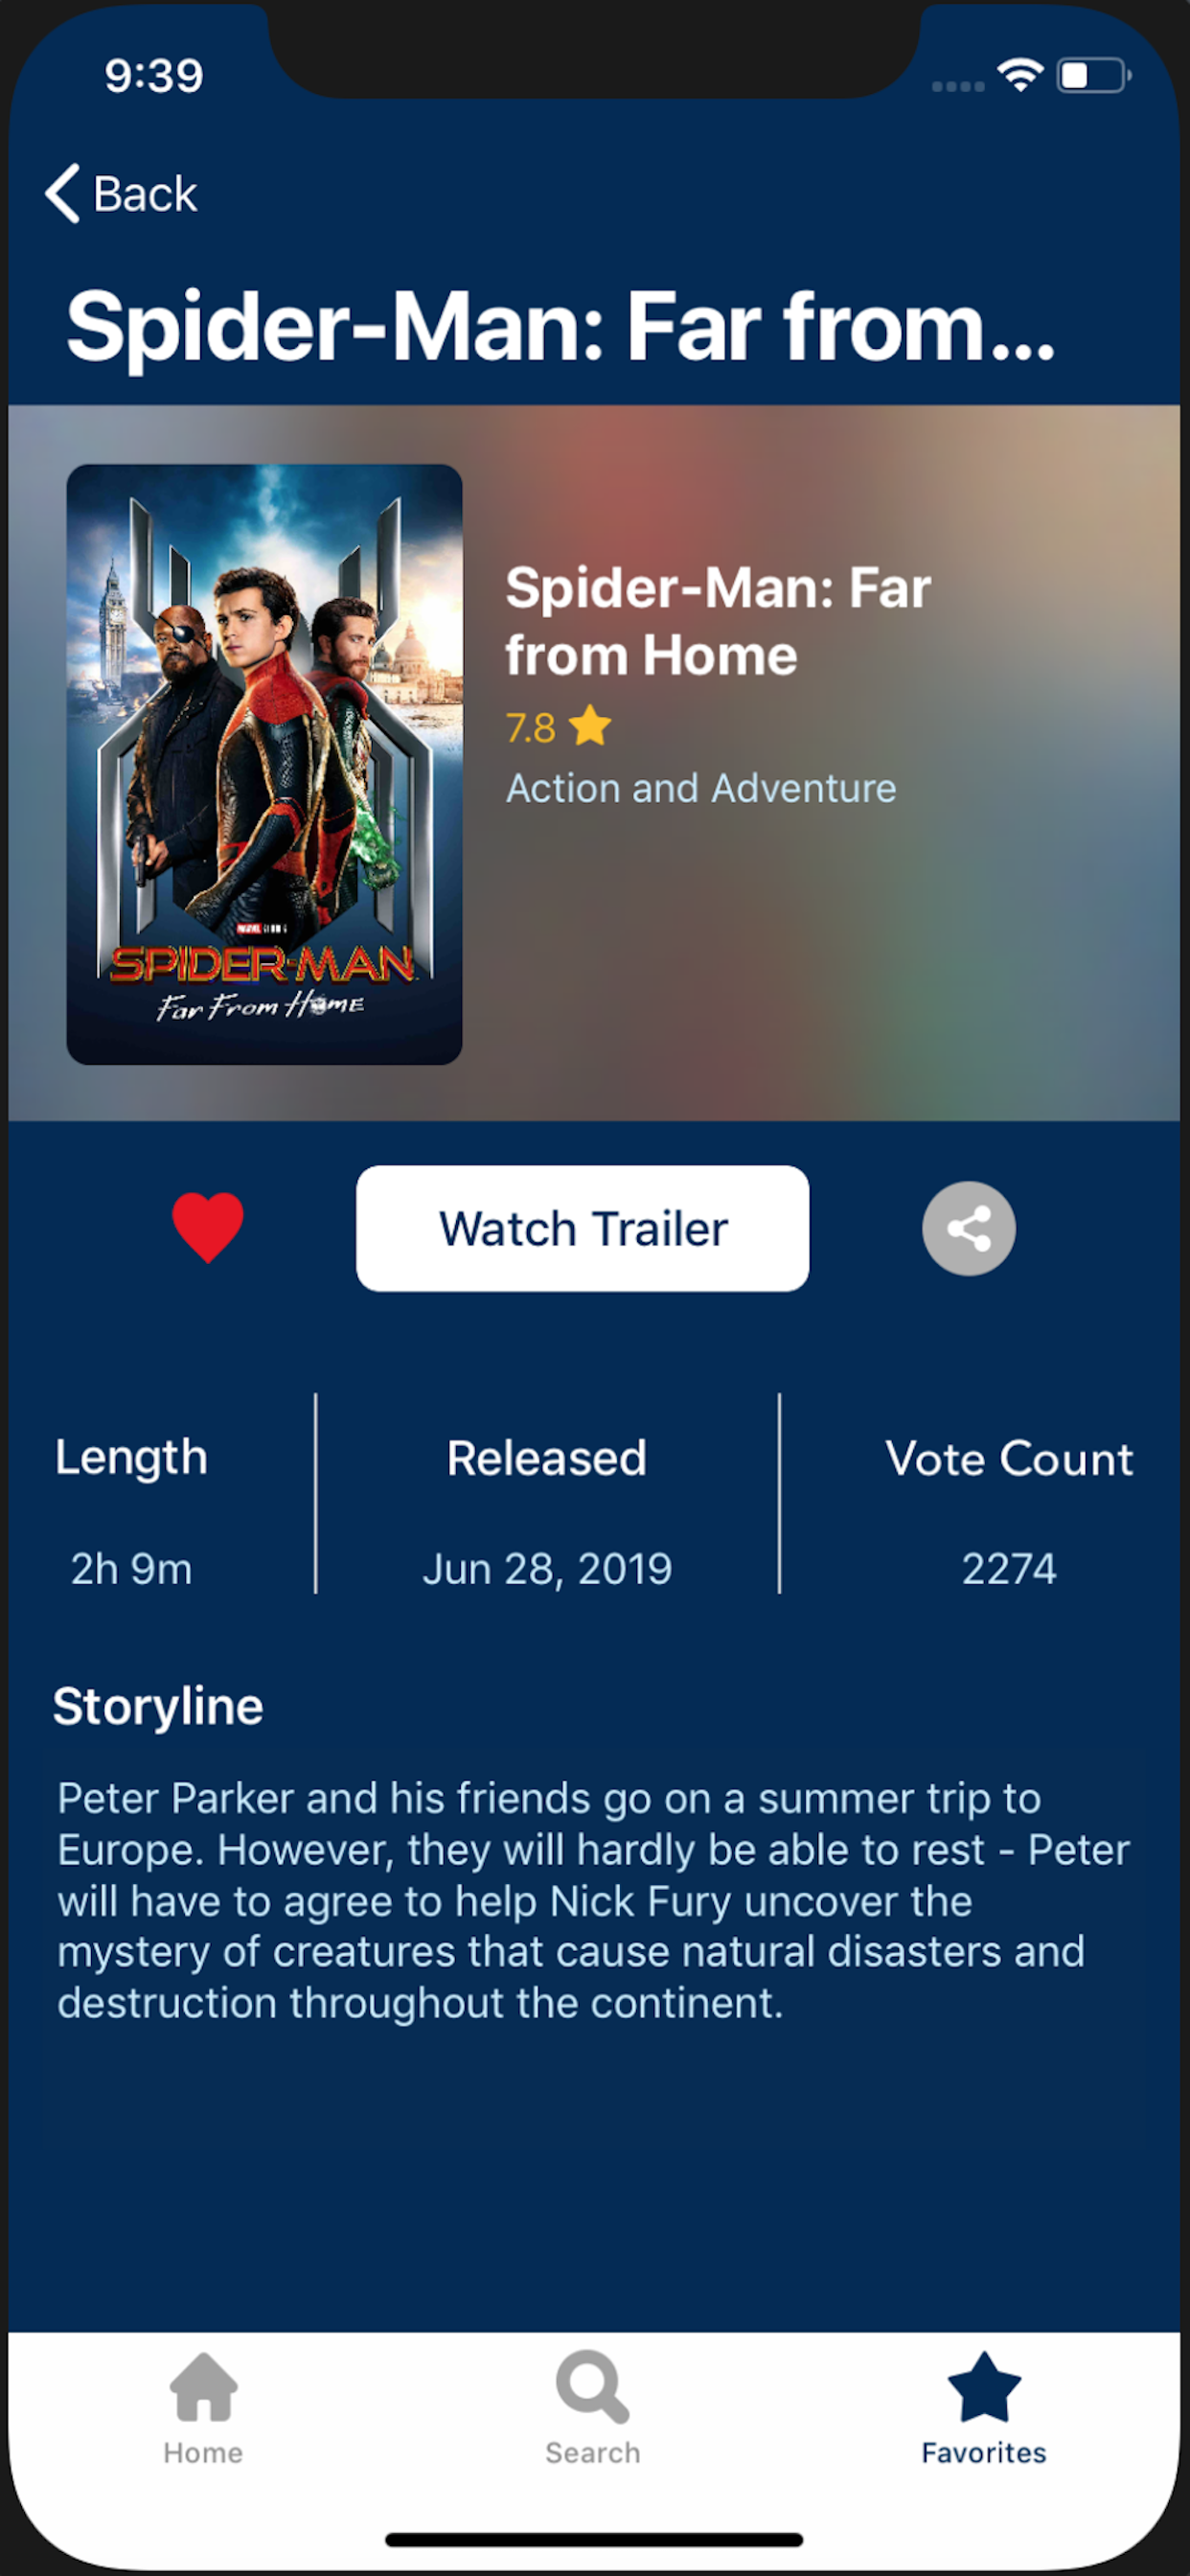 9:39
Back
Spider-Man: Far from...
Spider-Man: Far
from Home
7.8
Action and Adventure
MARVEL STUDIOS
SPIDER-MAN
Far From Home
Watch Trailer
Length
Released
Vote Count
2h 9m
Jun 28, 2019
2274
Storyline
Peter Parker and his friends go on a summer trip to
Europe. However, they will hardly be able to rest - Peter
will have to agree to help Nick Fury uncover the
mystery of creatures that cause natural disasters and
destruction throughout the continent.
Home
Search
Favorites